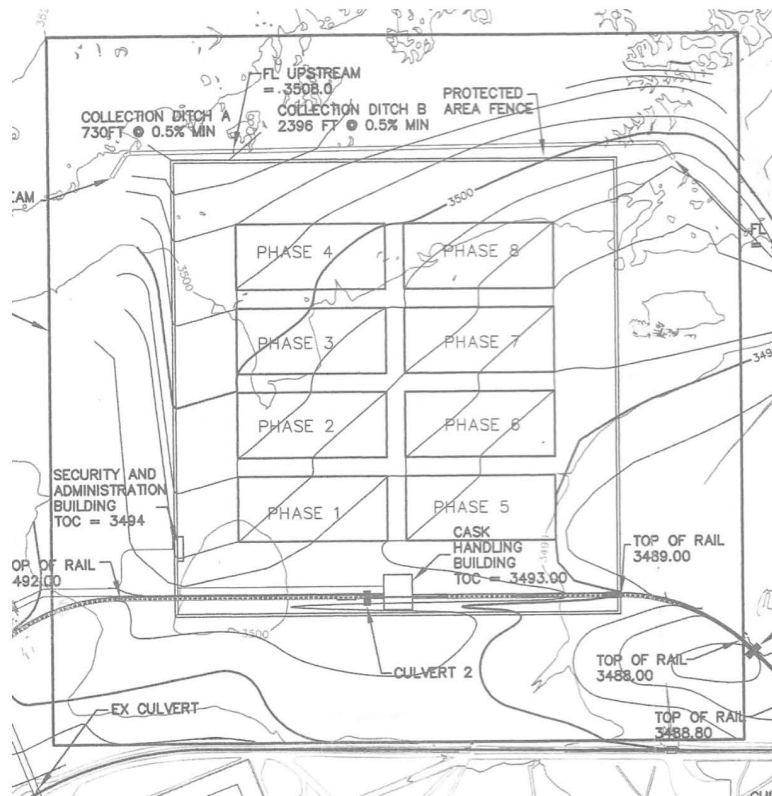 FL UPSTREAM
= 3508.0
COLLECTION DITCH A
730FT @ 0.5% MIN
COLLECTION DITCH B
2396 FT @ 0.5% MIN
PROTECTED
AREA FENCE
EAM
3500
3500
FL
=
PHASE 4
PHASE 8
PHASE 3
PHASE 7
349
PHASE 2
PHASE 6
SECURITY AND
ADMINISTRATION
BUILDING
TOC = 3494
PHASE 1
PHASE 5
CASK
HANDLING
BUILDING
TOC = 3493.00
TOP OF RAIL
3489.00
OP OF RAIL
492.00
3500
CULVERT 2
TOP OF RAIL
3488.00
EX CULVERT
TOP OF RAIL
3488.80